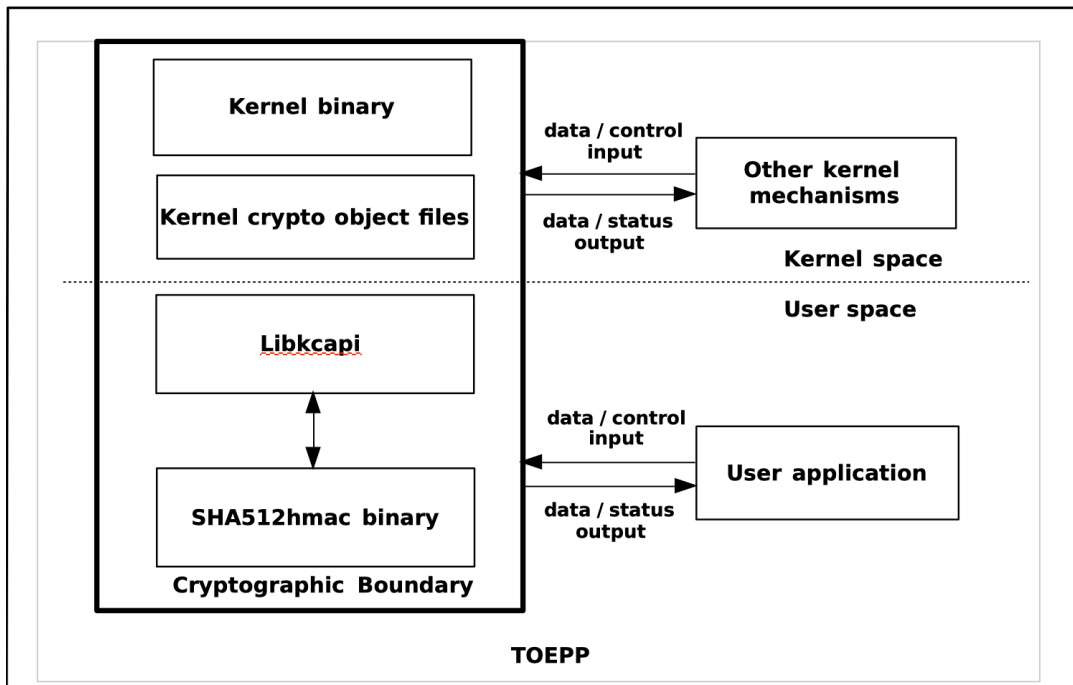 Kernel binary
data / control
input
Other kernel
mechanisms
Kernel crypto object files
data / status
output
Kernel space
User space
Libkcapi
data / control
input
User application
SHA512hmac binary
data / status
output
Cryptographic Boundary
TOEPP